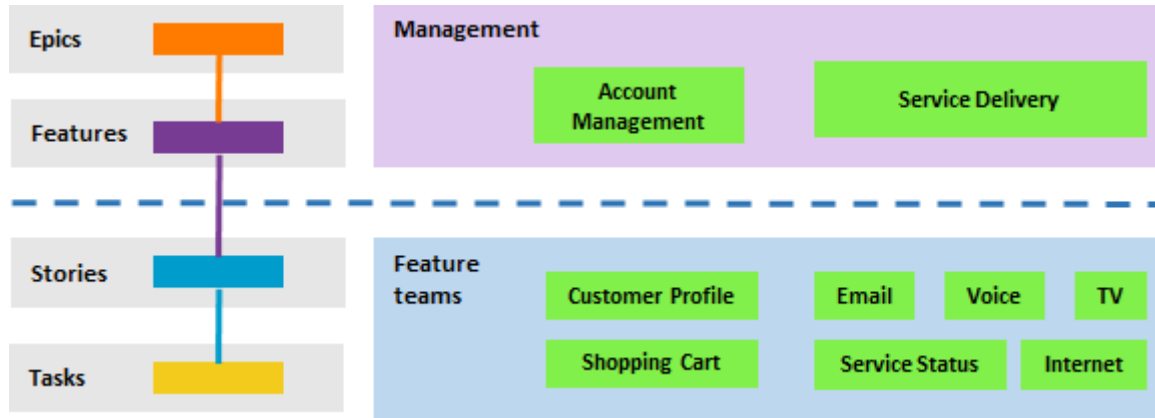 Epics
Features
Stories
Tasks
Management
Account
Management
Service Delivery
Feature
teams
Customer Profile
Email
Voice
TV
Shopping Cart
Service Status
Internet